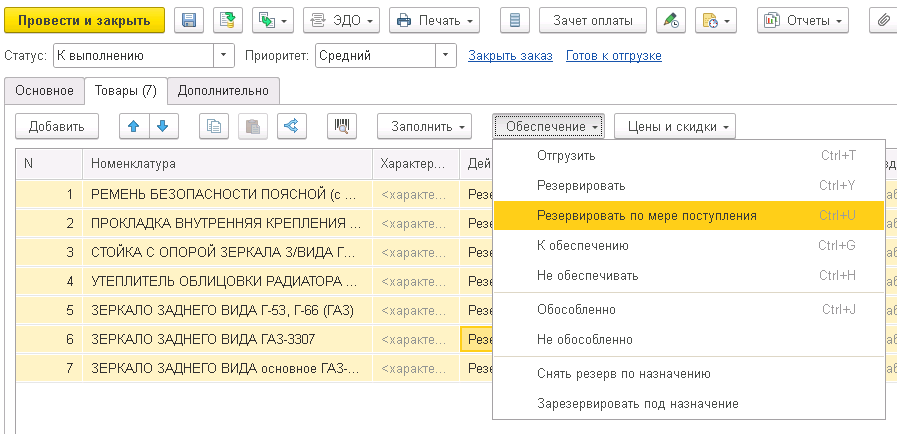 Провести и закрыть ЭДО Печать Зачет оплаты Отчеты
Статус: К выполнению Приоритет: Средний Закрыть заказ Готов к отгрузке
Основное Товары (7) Дополнительно
Добавить Заполнить Обеспечение Цены и скидки
N Номенклатура Характер... Дей
1 РЕМЕНЬ БЕЗОПАСНОСТИ ПОЯСНОЙ (с ... <характе... Резе
2 ПРОКЛАДКА ВНУТРЕННЯЯ КРЕПЛЕНИЯ ... <характе... Резе
3 СТОЙКА С ОПОРОЙ ЗЕРКАЛА З/ВИДА Г... <характе... Резе
4 УТЕПЛИТЕЛЬ ОБЛИЦОВКИ РАДИАТОРА ... <характе... Резе
5 ЗЕРКАЛО ЗАДНЕГО ВИДА Г-53, Г-66 (ГАЗ) <характе... Резе
6 ЗЕРКАЛО ЗАДНЕГО ВИДА ГАЗ-3307 <характе... Резе
7 ЗЕРКАЛО ЗАДНЕГО ВИДА основное ГАЗ-... <характе... Резе
Отгрузить Ctrl+T
Резервировать Ctrl+Y
Резервировать по мере поступления Ctrl+U
К обеспечению Ctrl+G
Не обеспечивать Ctrl+H
Обособленно Ctrl+J
Не обособленно
Снять резерв по назначению
Зарезервировать под назначение